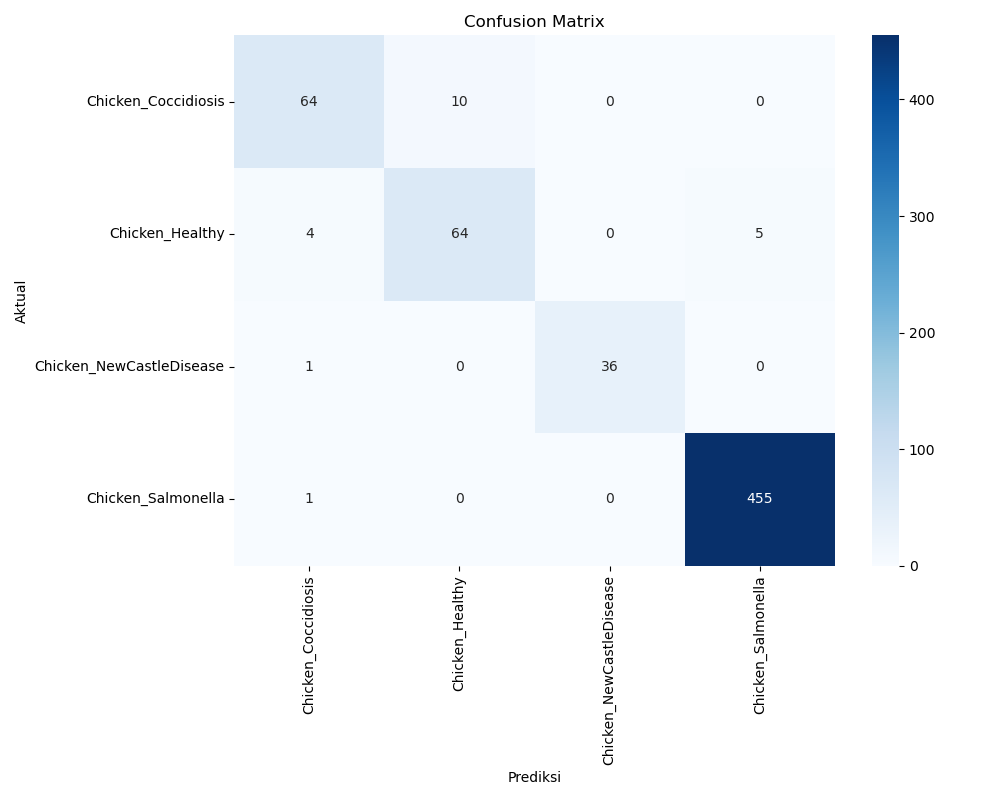 Confusion Matrix
Aktual
Chicken_Coccidiosis 64 10 0 0
Chicken_Healthy 4 64 0 5
Chicken_NewCastleDisease 1 0 36 0
Chicken_Salmonella 1 0 0 455
Chicken_Coccidiosis
Chicken_Healthy
Chicken_NewCastleDisease
Chicken_Salmonella
Prediksi
400
300
200
100
0